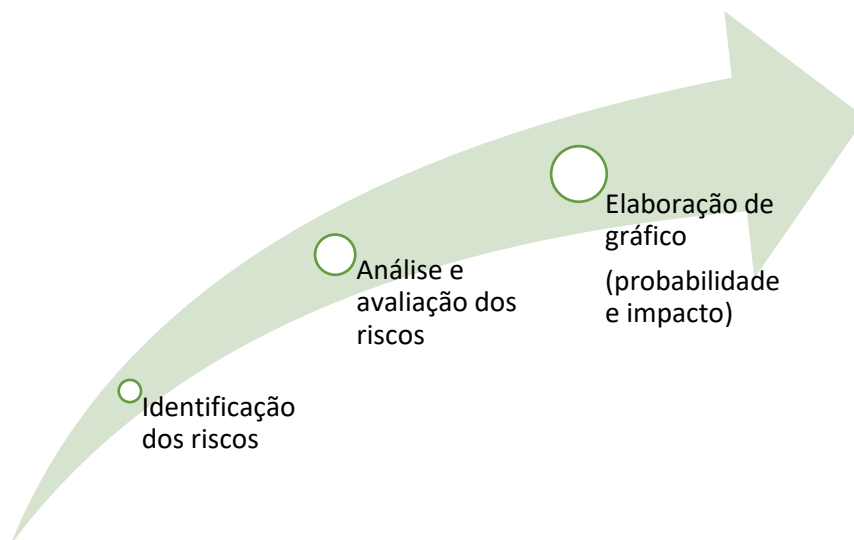 Identificação
dos riscos
Análise e
avaliação dos
riscos
Elaboração de
gráfico
(probabilidade
e impacto)